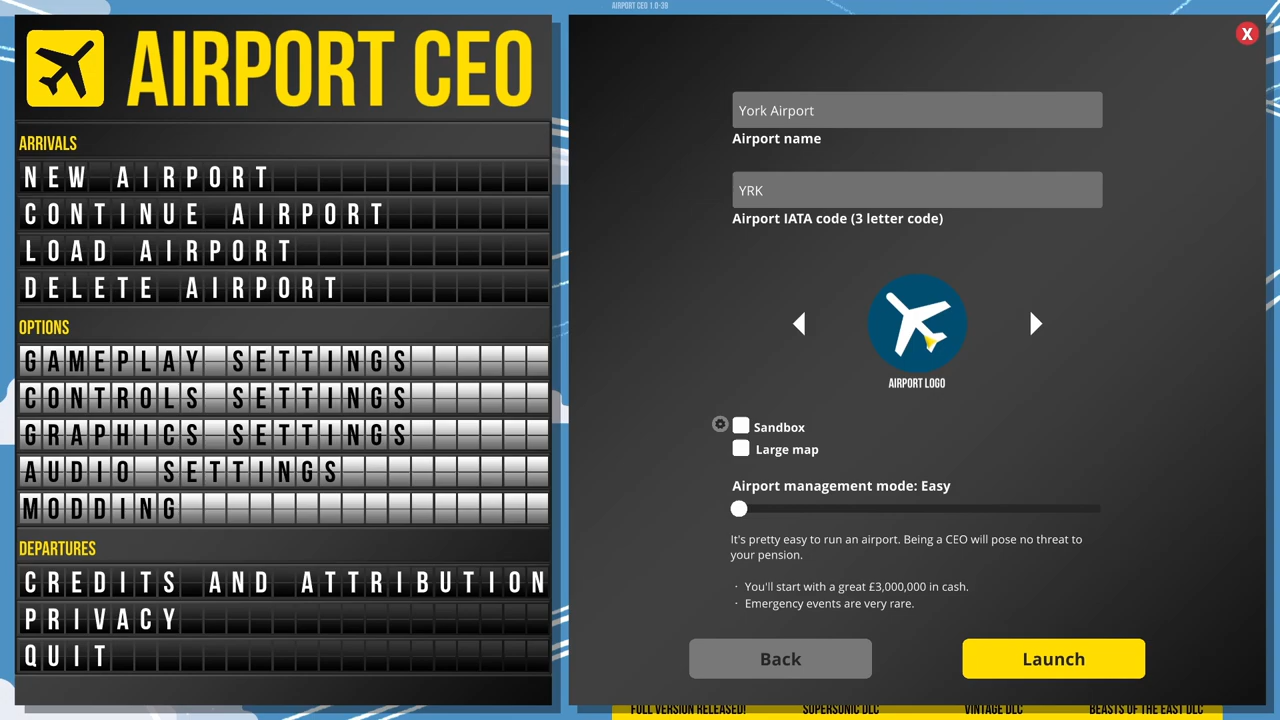 AIRPORT CEO 1.0-39
AIRPORT CEO
ARRIVALS
NEW AIRPORT
CONTINUE AIRPORT
LOAD AIRPORT
DELETE AIRPORT
OPTIONS
GAMEPLAY SETTINGS
CONTROLS SETTINGS
GRAPHICS SETTINGS
AUDIO SETTINGS
MODDING
DEPARTURES
CREDITS AND ATTRIBUTION
PRIVACY
QUIT
X
York Airport
Airport name
YRK
Airport IATA code (3 letter code)
AIRPORT LOGO
Sandbox
Large map
Airport management mode: Easy
It's pretty easy to run an airport. Being a CEO will pose no threat to
your pension.
· You'll start with a great £3,000,000 in cash.
· Emergency events are very rare.
Back
Launch
FULL VERSION RELEASED! SUPERSONIC DLC VINTAGE DLC BEASTS OF THE EAST DLC